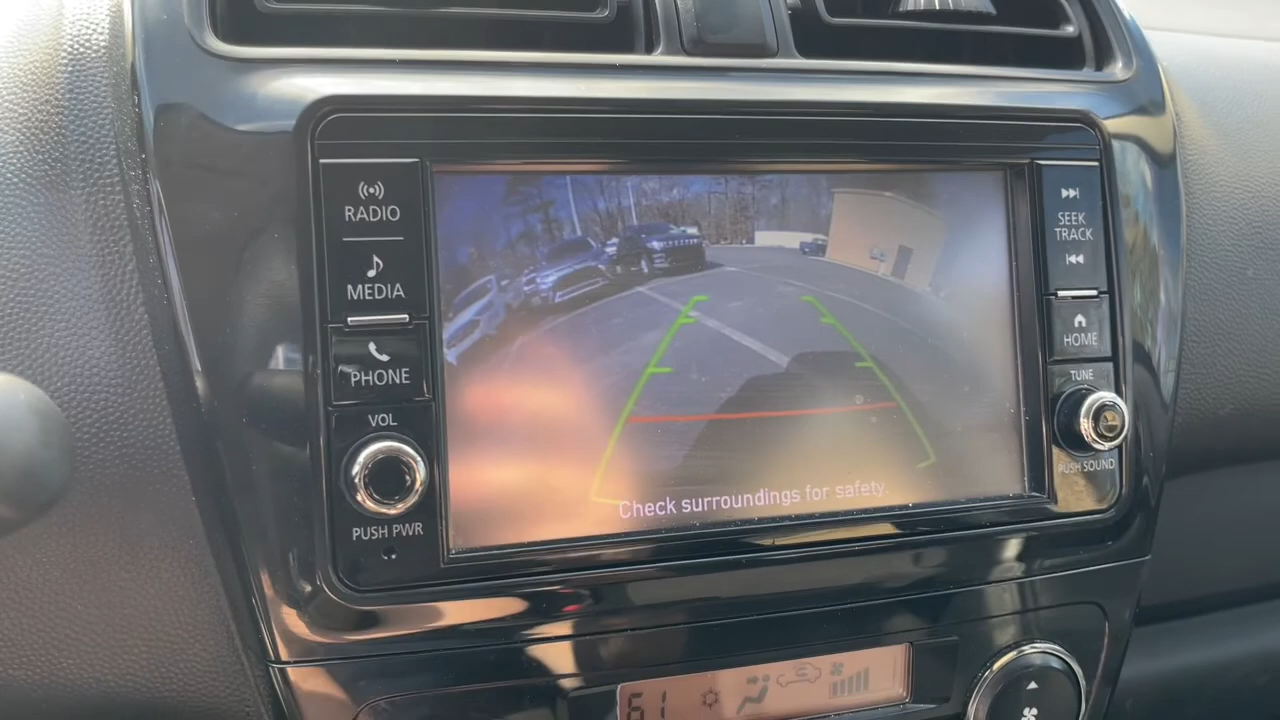 RADIO
MEDIA
PHONE
VOL
PUSH PWR
SEEK
TRACK
HOME
TUNE
PUSH SOUND
Check surroundings for safety.
61